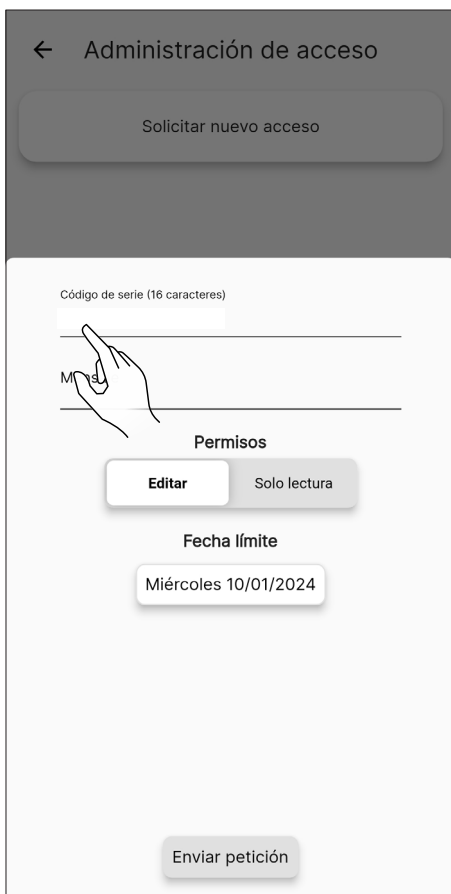 Administración de acceso
Solicitar nuevo acceso
Código de serie (16 caracteres)
Permisos
Editar
Solo lectura
Fecha límite
Miércoles 10/01/2024
Enviar petición